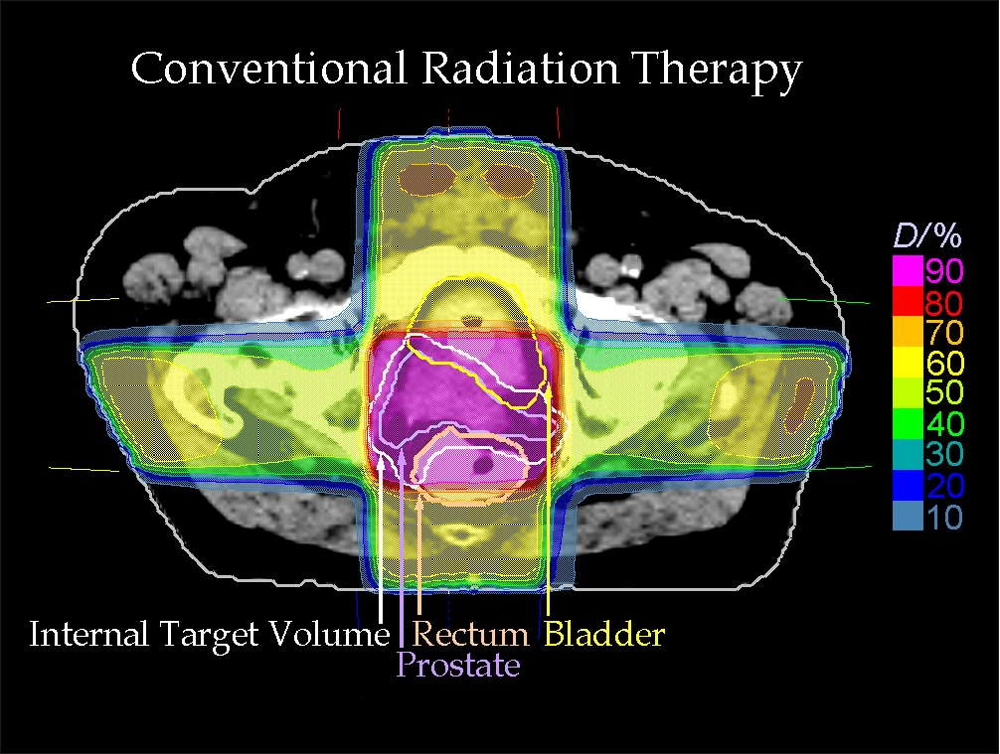 Conventional Radiation Therapy
D/%
90
80
70
60
50
40
30
20
10
Internal Target Volume Rectum Bladder
Prostate